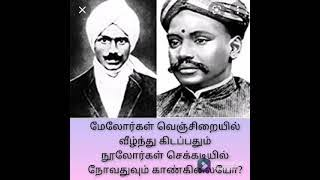 மேலோர்கள் வெஞ்சிறையில்
வீழ்ந்து கிடப்பதும்
நூலோர்கள் செக்கடியில்
நோவதுவும் காண்கிலையோ?